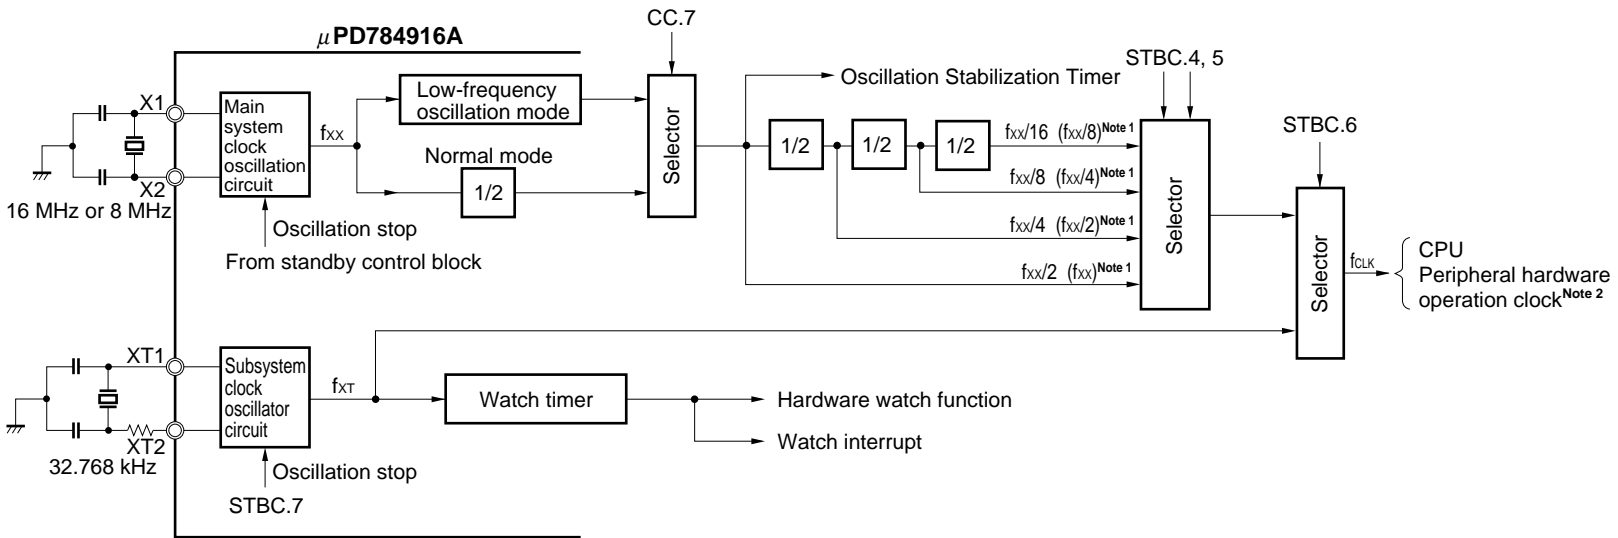 μPD784916A
CC.7
STBC.4, 5
STBC.6
X1
X2
16 MHz or 8 MHz
Main
system
clock
oscillation
circuit
fXX
Low-frequency
oscillation mode
Normal mode
1/2
Selector
Oscillation stop
From standby control block
Oscillation Stabilization Timer
1/2
1/2
1/2
fXX/16 (fXX/8)Note 1
fXX/8 (fXX/4)Note 1
fXX/4 (fXX/2)Note 1
fXX/2 (fXX)Note 1
Selector
Selector
fCLK
CPU
Peripheral hardware
operation clockNote 2
XT1
XT2
32.768 kHz
Subsystem
clock
oscillator
circuit
fXT
Watch timer
Hardware watch function
Watch interrupt
Oscillation stop
STBC.7